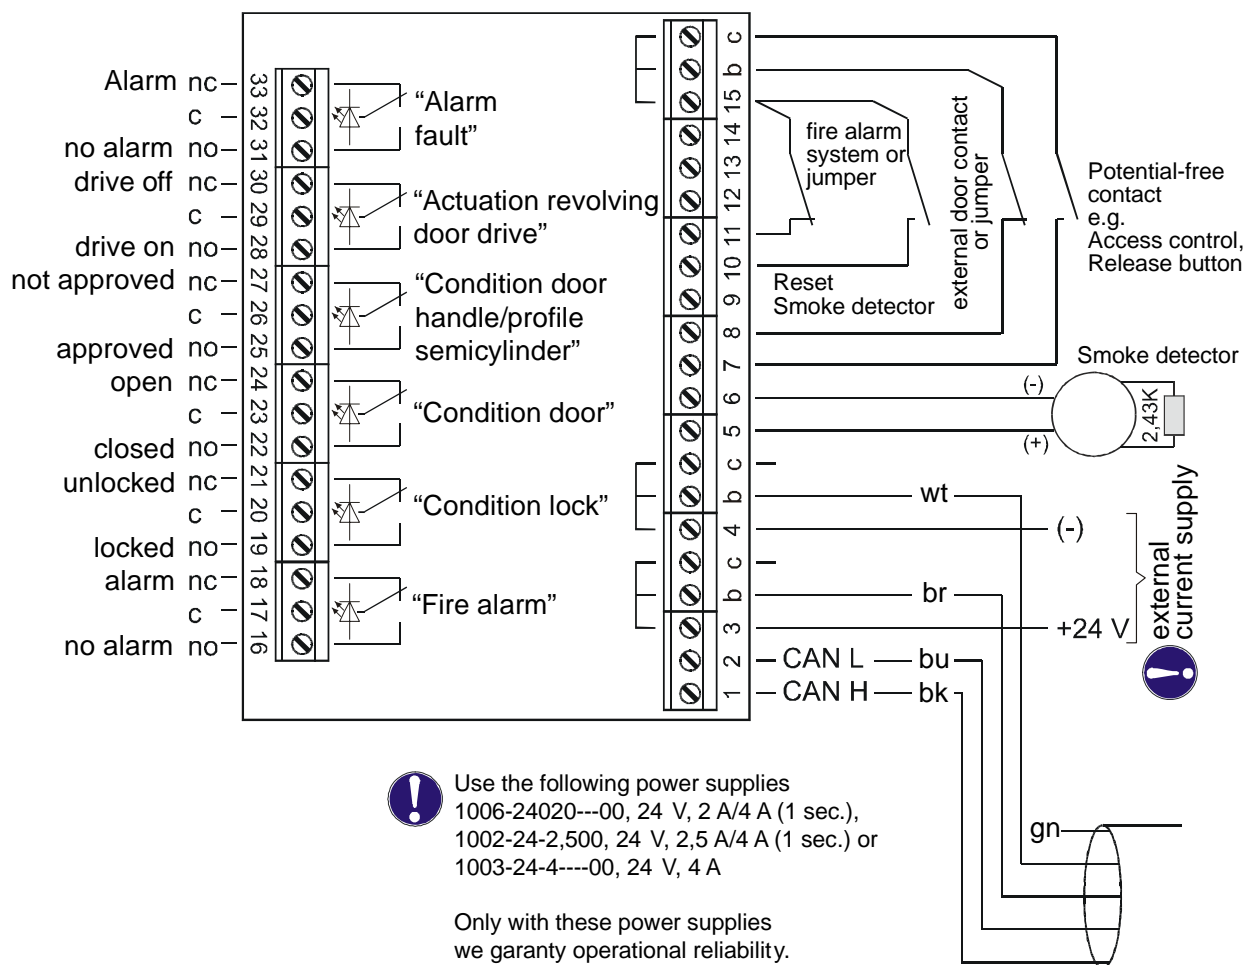 Alarm nc
c
no alarm no
drive off nc
c
drive on no
not approved nc
c
approved no
open nc
c
closed no
unlocked nc
c
locked no
alarm nc
c
no alarm no
33
32
31
30
29
28
27
26
25
24
23
22
21
20
19
18
17
16
“Alarm
fault”
“Actuation revolving
door drive”
“Condition door
handle/profile
semicylinder”
“Condition door”
“Condition lock”
“Fire alarm”
c
b
15
14
13
12
11
10
9
8
7
6
5
c
b
4
c
b
3
2
1
fire alarm
system or
jumper
Reset
Smoke detector
external door contact
or jumper
Potential-free
contact
e.g.
Access control,
Release button
Smoke detector
(-)
(+)
2,43K
wt
(-)
br
+24 V
external
current supply
CAN L
bu
CAN H
bk
gn
Use the following power supplies
1006-24020---00, 24 V, 2 A/4 A (1 sec.),
1002-24-2,500, 24 V, 2,5 A/4 A (1 sec.) or
1003-24-4----00, 24 V, 4 A
Only with these power supplies
we garanty operational reliability.